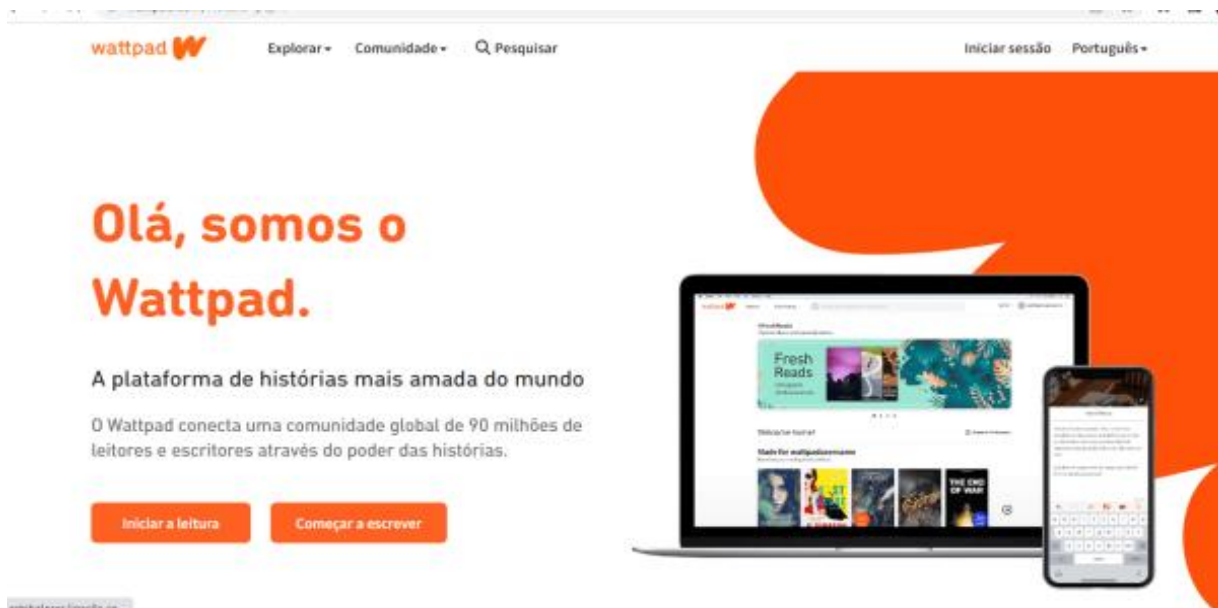 wattpad
Explorar
Comunidade
Pesquisar
Iniciar sessão
Português
Olá, somos o
Wattpad.
A plataforma de histórias mais amada do mundo
O Wattpad conecta uma comunidade global de 90 milhões de
leitores e escritores através do poder das histórias.
Iniciar a leitura
Começar a escrever
Fresh
Reads
THE END
OF WAR